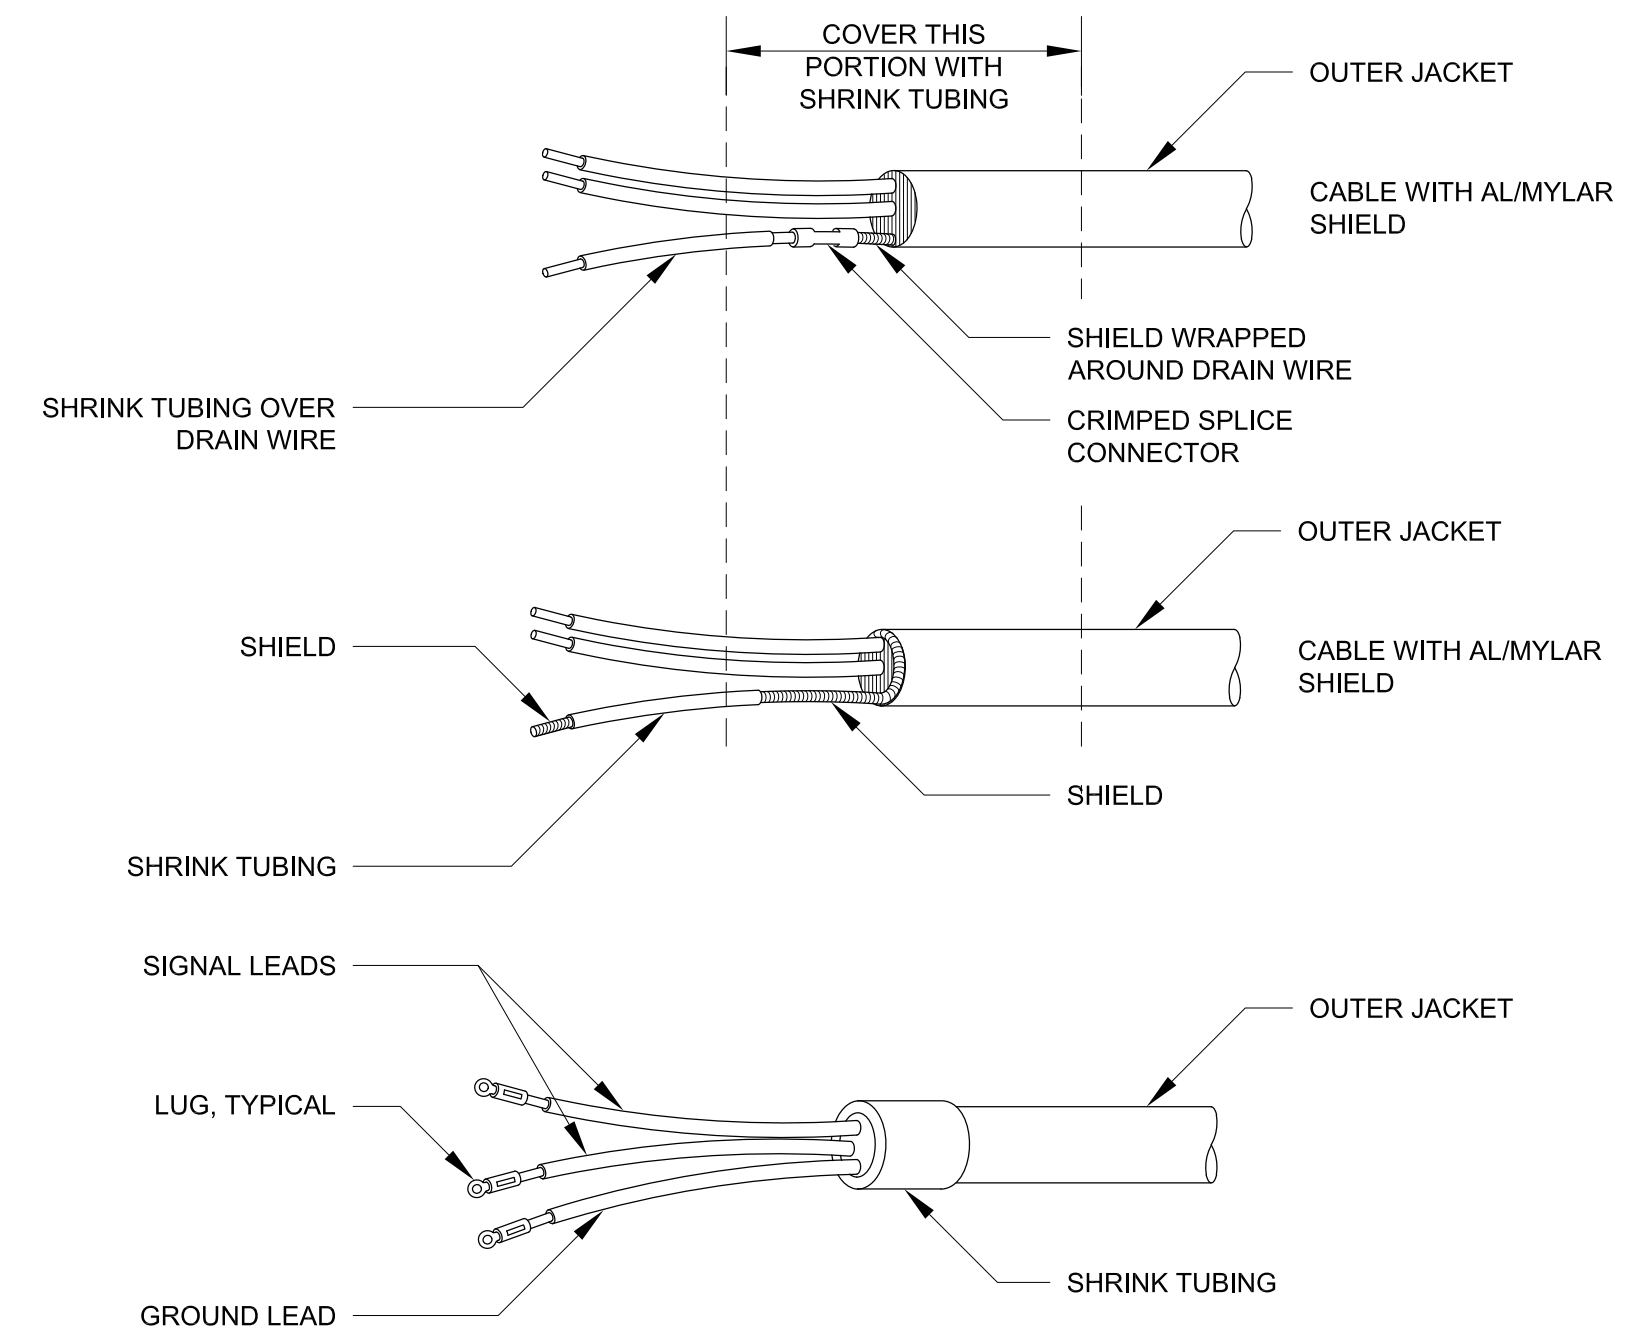 COVER THIS
PORTION WITH
SHRINK TUBING
OUTER JACKET
CABLE WITH AL/MYLAR
SHIELD
SHIELD WRAPPED
AROUND DRAIN WIRE
SHRINK TUBING OVER
DRAIN WIRE
CRIMPED SPLICE
CONNECTOR
OUTER JACKET
SHIELD
CABLE WITH AL/MYLAR
SHIELD
SHIELD
SHRINK TUBING
SIGNAL LEADS
OUTER JACKET
LUG, TYPICAL
SHRINK TUBING
GROUND LEAD